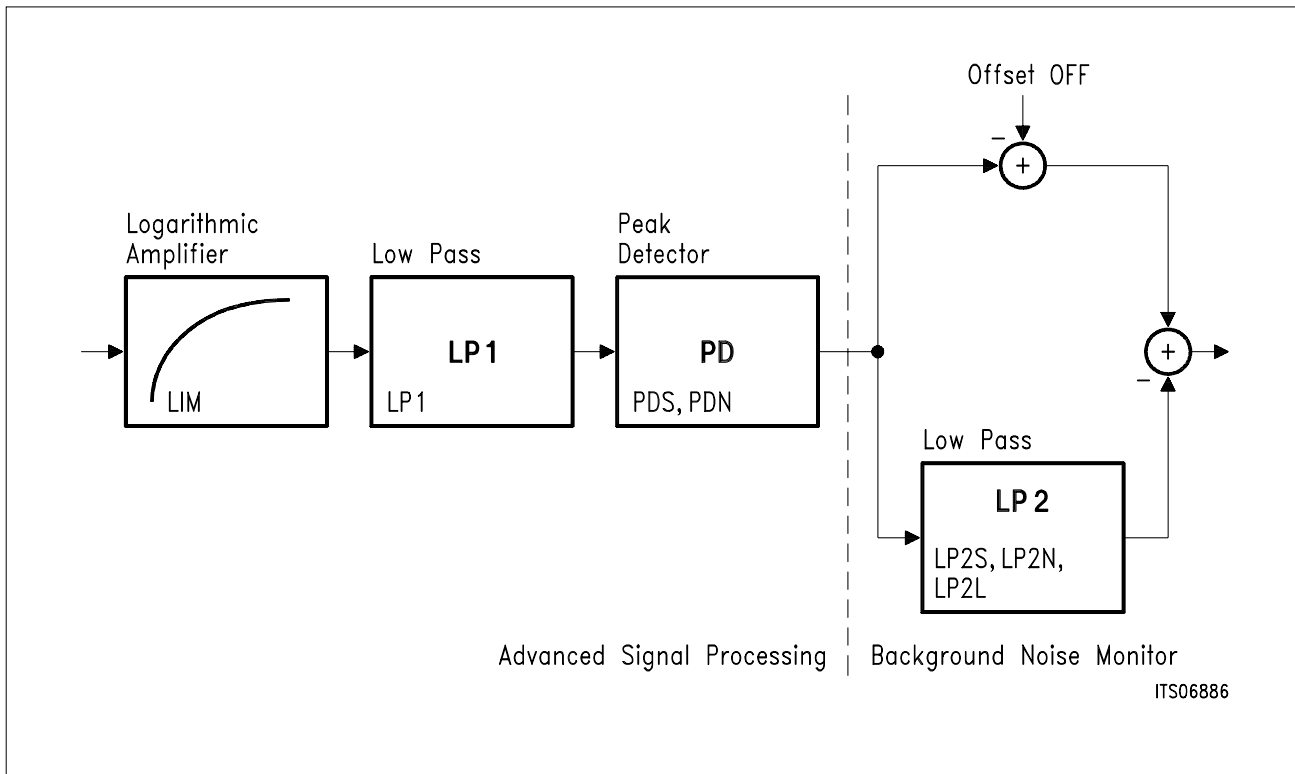 Offset OFF
−
+
Logarithmic
Amplifier
LIM
Low Pass
LP1
LP1
Peak
Detector
PD
PDS, PDN
+
−
Low Pass
LP2
LP2S, LP2N,
LP2L
Advanced Signal Processing
Background Noise Monitor
ITS06886